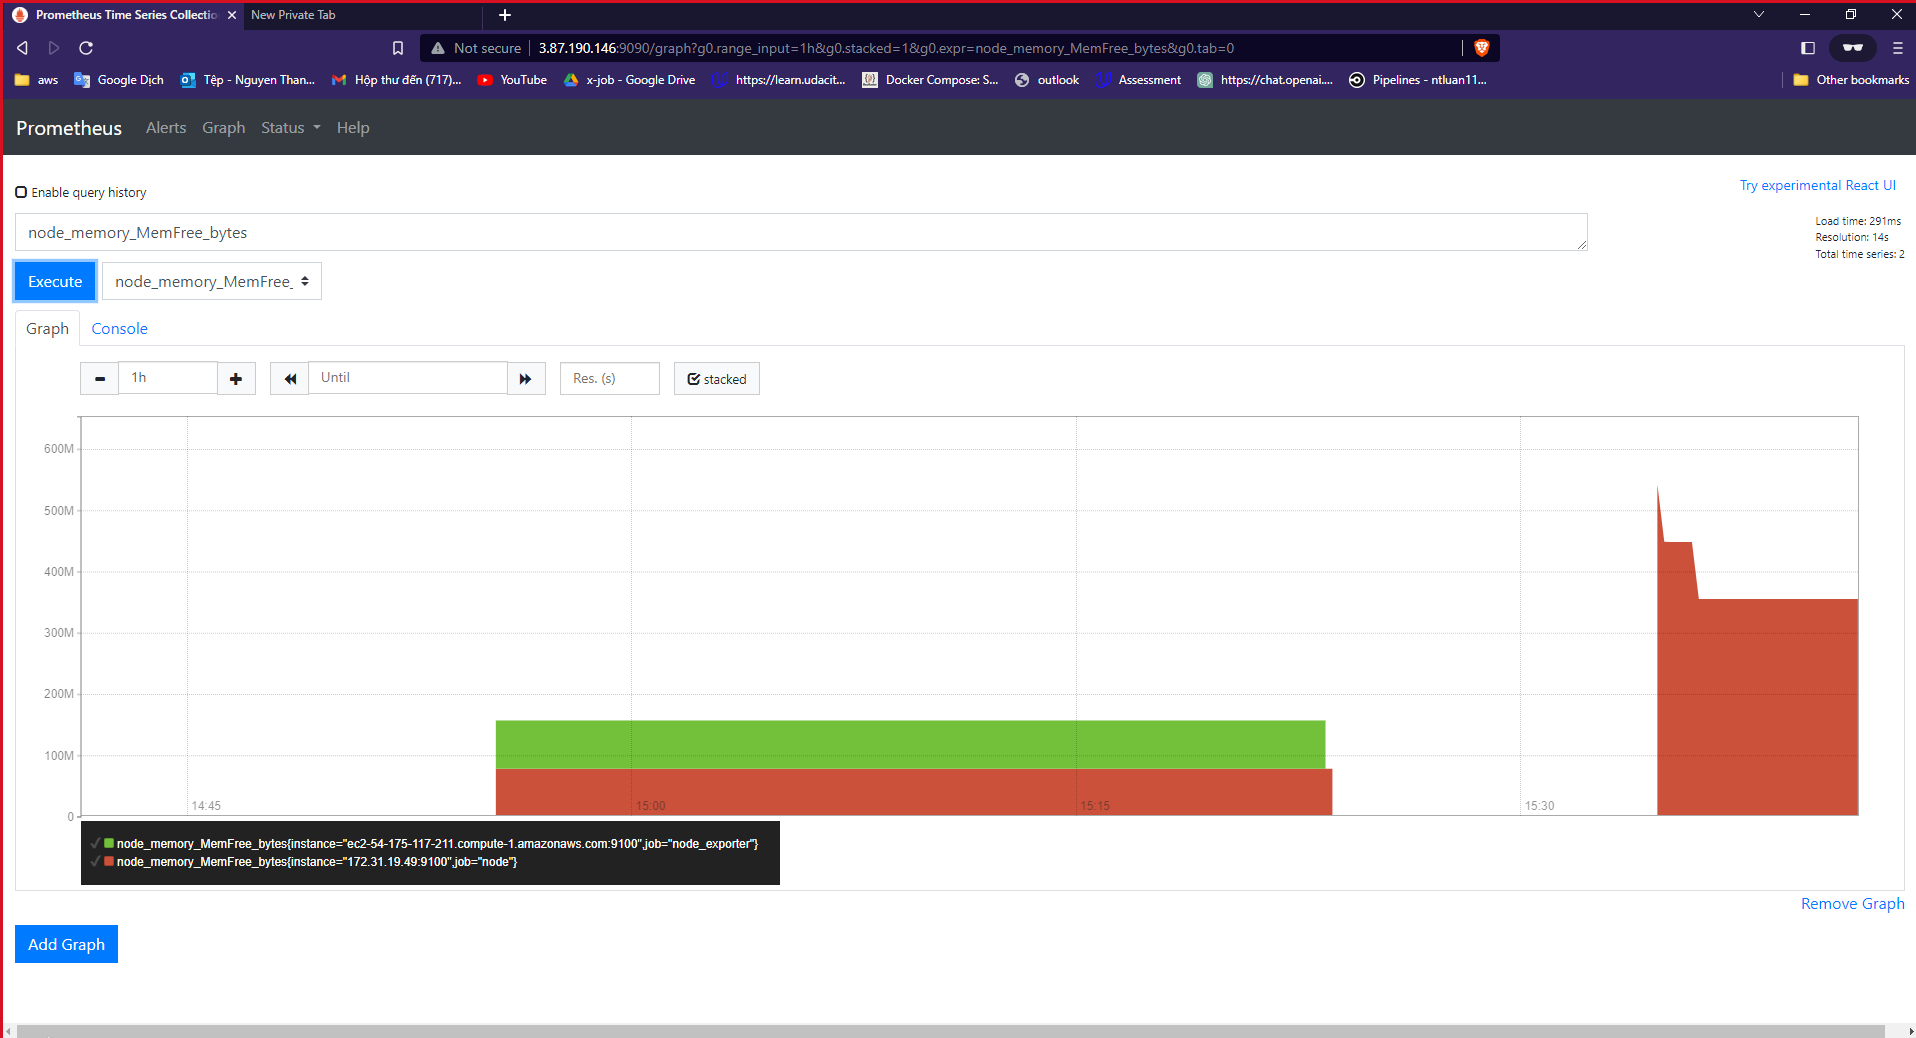 Prometheus Time Series Collectio
New Private Tab
Not secure
3.87.190.146:9090/graph?g0.range_input=1h&g0.stacked=1&g0.expr=node_memory_MemFree_bytes&g0.tab=0
aws
Google Dịch
Tệp - Nguyen Than...
Hộp thư đến (717)...
YouTube
x-job - Google Drive
https://learn.udacit...
Docker Compose: S...
outlook
Assessment
https://chat.openai....
Pipelines - ntluan11...
Other bookmarks
Prometheus
Alerts
Graph
Status
Help
Enable query history
Try experimental React UI
node_memory_MemFree_bytes
Load time: 291ms
Resolution: 14s
Total time series: 2
Execute
node_memory_MemFree_
Graph
Console
1h
Until
Res. (s)
stacked
600M
500M
400M
300M
200M
100M
0
14:45
15:00
15:15
15:30
node_memory_MemFree_bytes{instance="ec2-54-175-117-211.compute-1.amazonaws.com:9100",job="node_exporter"}
node_memory_MemFree_bytes{instance="172.31.19.49:9100",job="node"}
Remove Graph
Add Graph